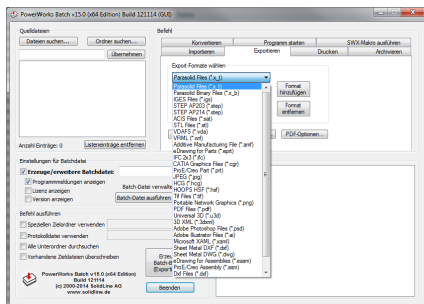 PowerWorks Batch v15.0 (x64 Edition) Build 121114 (GUI)
Quelldateien
Dateien suchen...
Ordner suchen...
Übernehmen
Anzahl Einträge: 0
Listeneinträge entfernen
Einstellungen für Batchdatei
Erzeuge/erweitere Batchdatei:
Programmeldungen anzeigen
Lizenz anzeigen
Version anzeigen
Batch-Datei verwalte
Batch-Datei ausführen
Befehl ausführen
Speziellen Zielordner verwenden
Protokolldatei verwenden
Alle Unterordner durchsuchen
Vorhandene Zieldateien überschreiben
PowerWorks Batch v15.0 (x64 Edition)
Build 121114
(c) 2000-2014 SolidLine AG
www.solidline.de
Erzeu
Batch-D
(Export
Beenden
Befehl
Konvertieren
Programm starten
SWX-Makro ausführen
Importieren
Exportieren
Drucken
Archivieren
Export-Formate wählen
Parasolid Files (*.x_t)
Format
hinzufügen
Format
entfernen
PDF-Optionen...
Parasolid Files (*.x_t)
Parasolid Binary Files (*.x_b)
IGES Files (*.igs)
STEP AP203 (*.step)
STEP AP214 (*.step)
ACIS Files (*.sat)
STL Files (*.stl)
VDAFS (*.vda)
VRML (*.wrl)
Additive Manufacturing File (*.amf)
eDrawing for Parts (*.eprt)
IFC 2x3 (*.ifc)
CATIA Graphics Files (*.cgr)
ProE/Creo Part (*.prt)
JPEG (*.jpg)
HCG (*.hcg)
HOOPS HSF (*.hsf)
Tif Files (*.tif)
Portable Network Graphics (*.png)
PDF Files (*.pdf)
Universal 3D (*.u3d)
3D XML (*.3dxml)
Adobe Photoshop Files (*.psd)
Adobe Illustrator Files (*.ai)
Microsoft XAML (*.xaml)
Sheet Metal DXF (*.dxf)
Sheet Metal DWG (*.dwg)
eDrawing for Assemblies (*.easm)
ProE/Creo Assembly (*.asm)
Dxf Files (*.dxf)